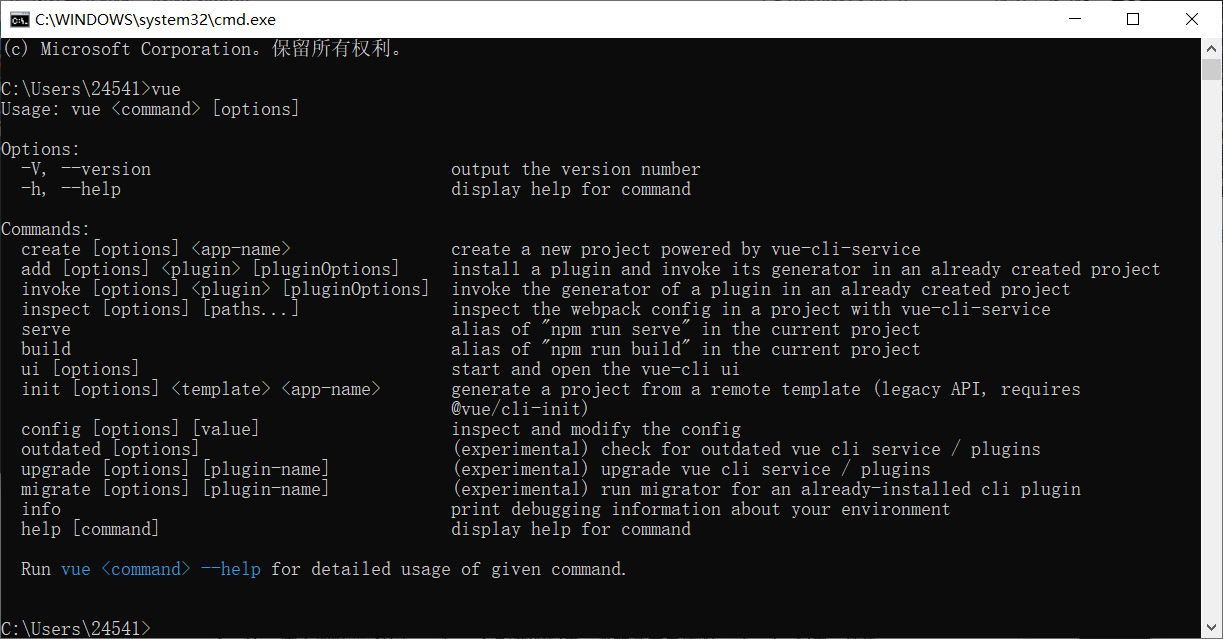 C:\WINDOWS\system32\cmd.exe
(c) Microsoft Corporation。保留所有权利。
C:\Users\24541>vue
Usage: vue <command> [options]
Options:
-V, --version output the version number
-h, --help display help for command
Commands:
create [options] <app-name> create a new project powered by vue-cli-service
add [options] <plugin> [pluginOptions] install a plugin and invoke its generator in an already created project
invoke [options] <plugin> [pluginOptions] invoke the generator of a plugin in an already created project
inspect [options] [paths...] inspect the webpack config in a project with vue-cli-service
serve alias of "npm run serve" in the current project
build alias of "npm run build" in the current project
ui [options] start and open the vue-cli ui
init [options] <template> <app-name> generate a project from a remote template (legacy API, requires
@vue/cli-init)
config [options] [value] inspect and modify the config
outdated [options] (experimental) check for outdated vue cli service / plugins
upgrade [options] [plugin-name] (experimental) upgrade vue cli service / plugins
migrate [options] [plugin-name] (experimental) run migrator for an already-installed cli plugin
info print debugging information about your environment
help [command] display help for command
Run vue <command> --help for detailed usage of given command.
C:\Users\24541>